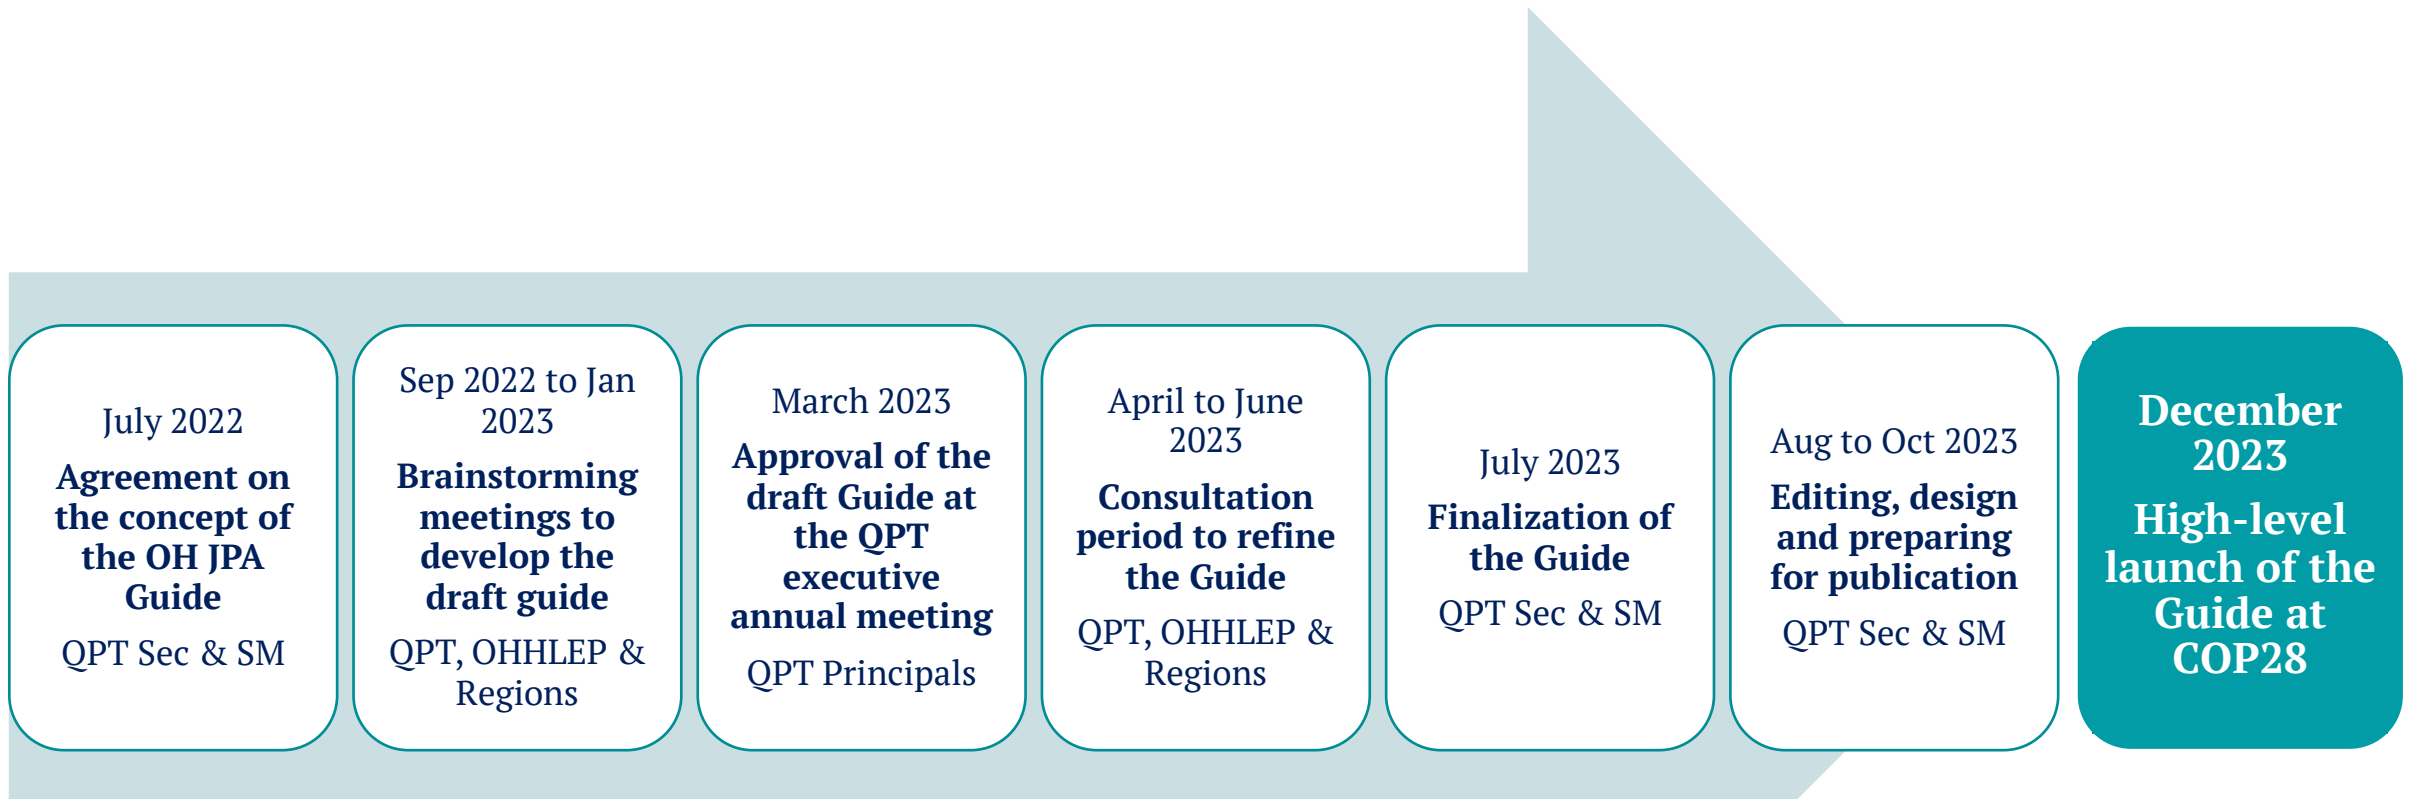 July 2022
Agreement on
the concept of
the OH JPA
Guide
QPT Sec & SM
Sep 2022 to Jan
2023
Brainstorming
meetings to
develop the
draft guide
QPT, OHHLEP &
Regions
March 2023
Approval of the
draft Guide at
the QPT
executive
annual meeting
QPT Principals
April to June
2023
Consultation
period to refine
the Guide
QPT, OHHLEP &
Regions
July 2023
Finalization of
the Guide
QPT Sec & SM
Aug to Oct 2023
Editing, design
and preparing
for publication
QPT Sec & SM
December
2023
High-level
launch of the
Guide at
COP28